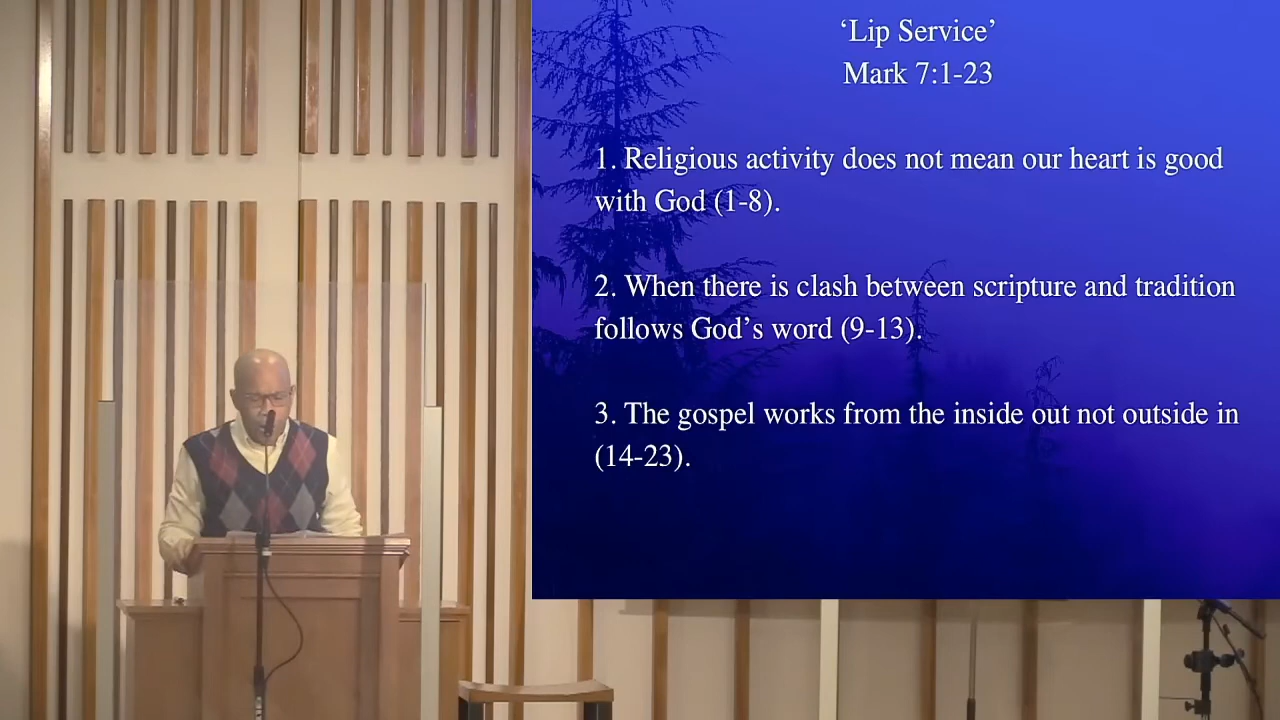 ‘Lip Service’
Mark 7:1-23
1. Religious activity does not mean our heart is good
with God (1-8).
2. When there is clash between scripture and tradition
follows God’s word (9-13).
3. The gospel works from the inside out not outside in
(14-23).